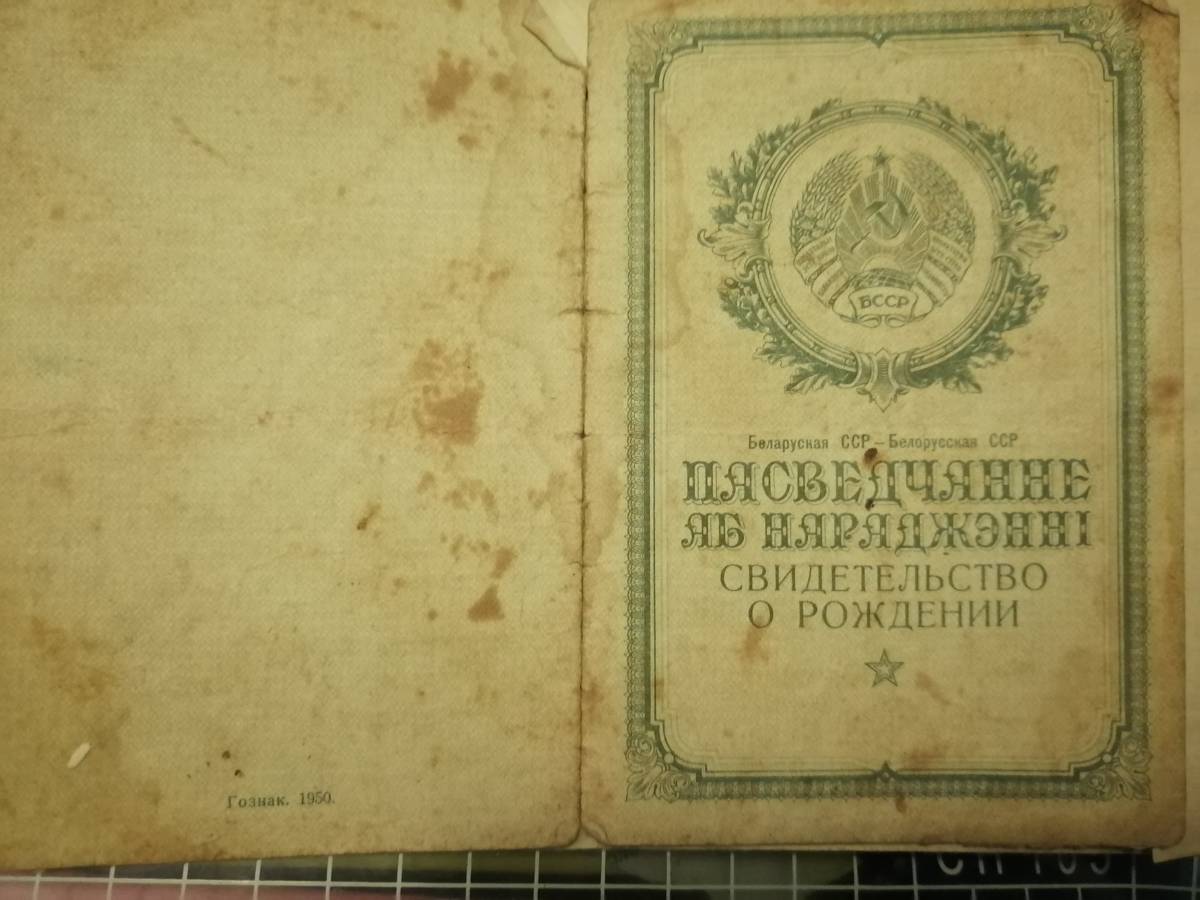 Гознак. 1950.
БССР
Беларуская ССР – Белорусская ССР
ПАСВЕДЧАННЕ
АБ НАРАДЖЭННІ
СВИДЕТЕЛЬСТВО
О РОЖДЕНИИ